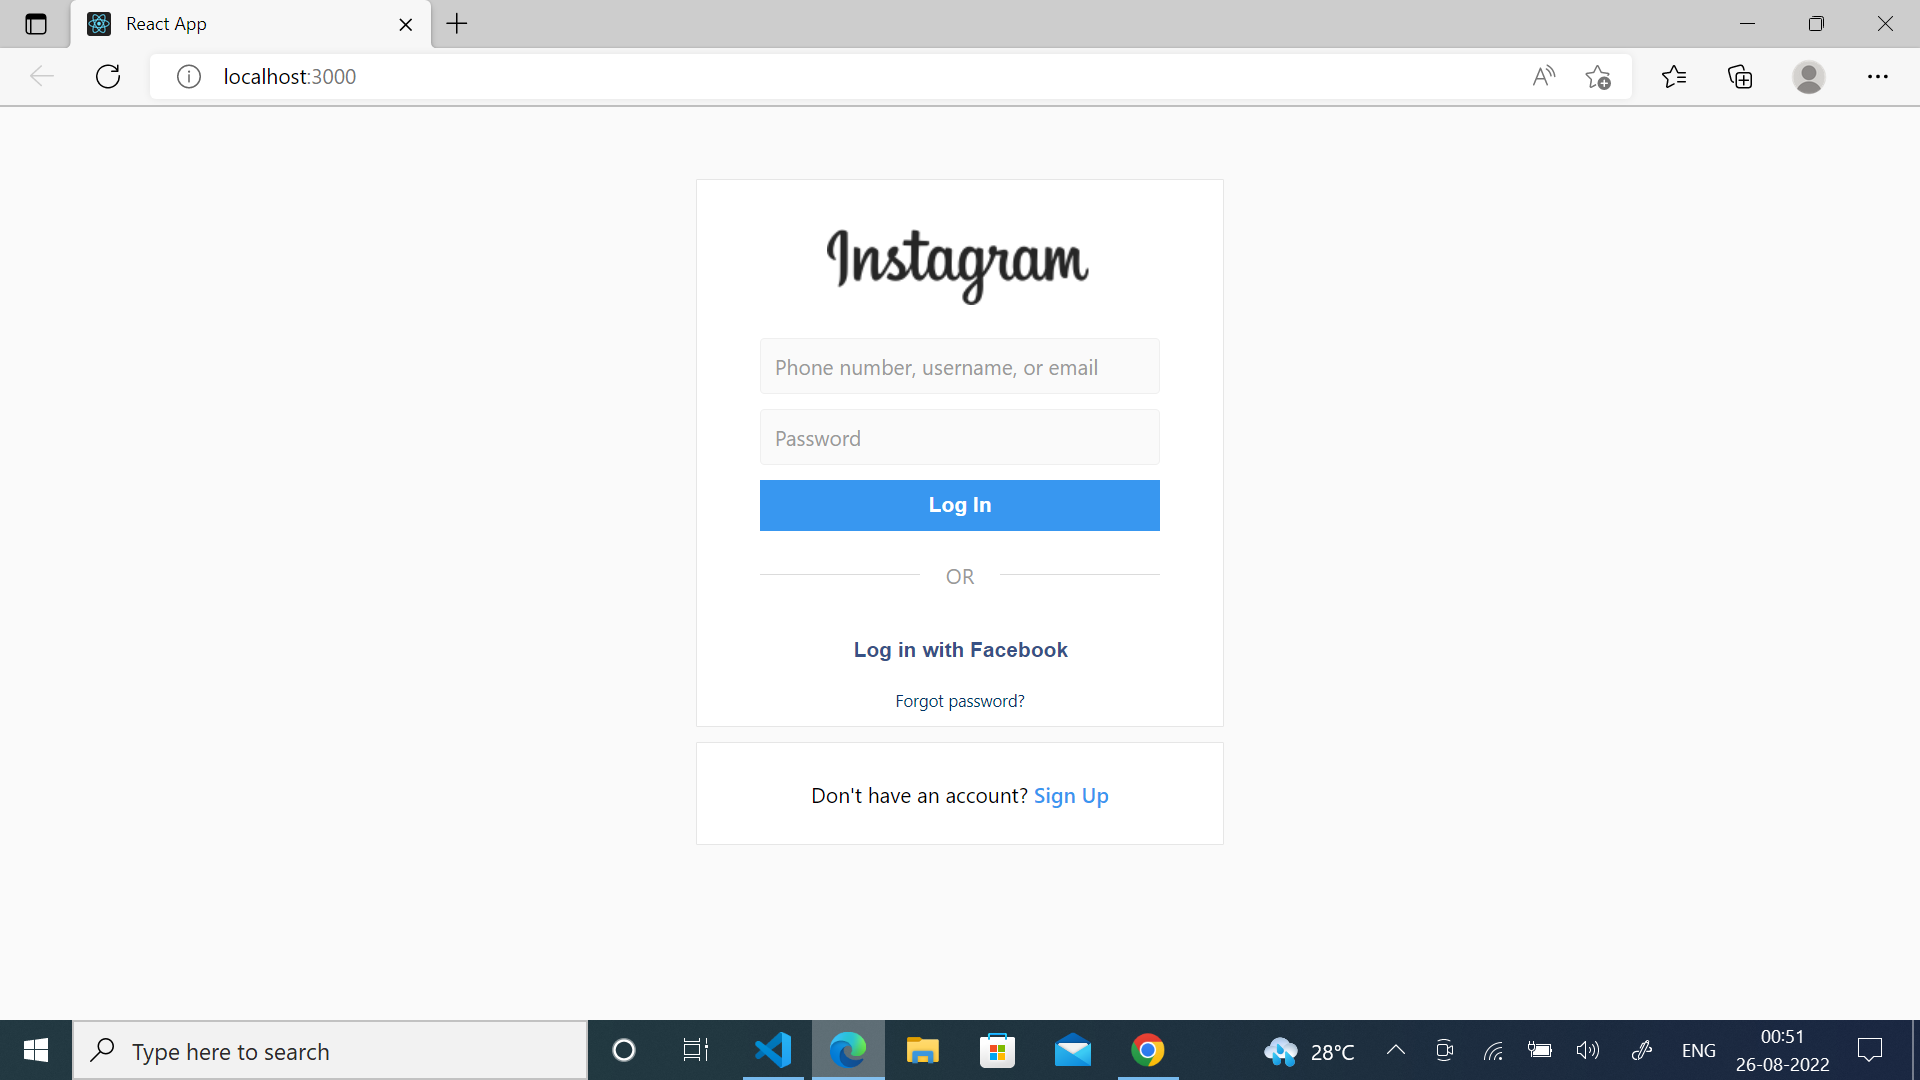 React App
localhost:3000
Instagram
Phone number, username, or email
Password
Log In
OR
Log in with Facebook
Forgot password?
Don't have an account? Sign Up
Type here to search
28°C
ENG
00:51
26-08-2022